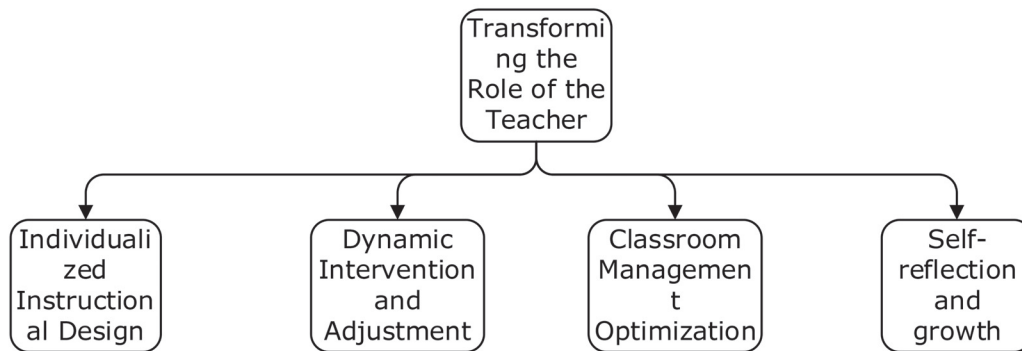 Transformi
ng the
Role of the
Teacher
Individuali
zed
Instruction
al Design
Dynamic
Intervention
and
Adjustment
Classroom
Managemen
t
Optimization
Self-
reflection
and
growth